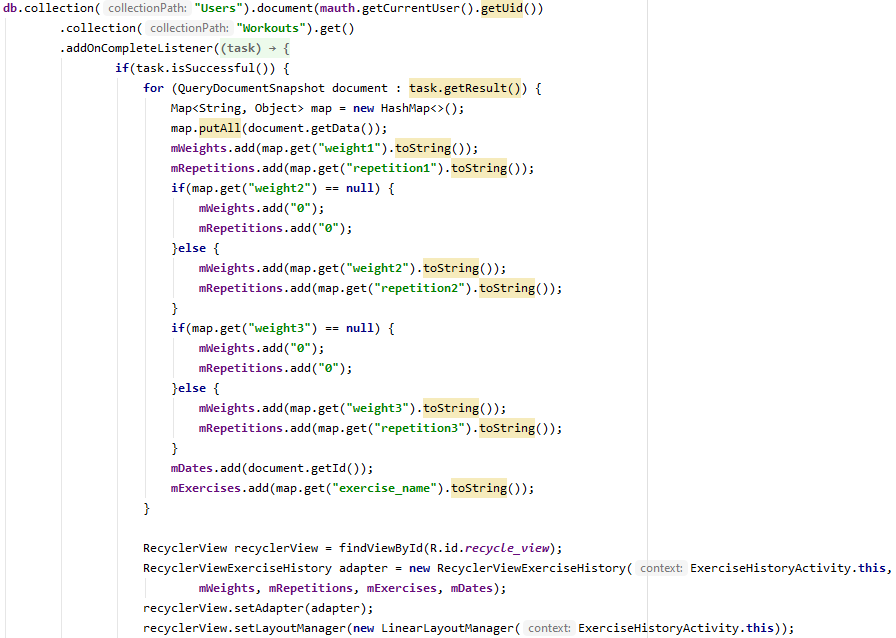 db.collection( collectionPath: "Users").document(mauth.getCurrentUser().getUid())
.collection( collectionPath: "Workouts").get()
.addOnCompleteListener((task) → {
if(task.isSuccessful()) {
for (QueryDocumentSnapshot document : task.getResult()) {
Map<String, Object> map = new HashMap<>();
map.putAll(document.getData());
mWeights.add(map.get("weight1").toString());
mRepetitions.add(map.get("repetition1").toString());
if(map.get("weight2") == null) {
mWeights.add("0");
mRepetitions.add("0");
}else {
mWeights.add(map.get("weight2").toString());
mRepetitions.add(map.get("repetition2").toString());
}
if(map.get("weight3") == null) {
mWeights.add("0");
mRepetitions.add("0");
}else {
mWeights.add(map.get("weight3").toString());
mRepetitions.add(map.get("repetition3").toString());
}
mDates.add(document.getId());
mExercises.add(map.get("exercise_name").toString());
}
RecyclerView recyclerView = findViewById(R.id.recycle_view);
RecyclerViewExerciseHistory adapter = new RecyclerViewExerciseHistory( context: ExerciseHistoryActivity.this,
mWeights, mRepetitions, mExercises, mDates);
recyclerView.setAdapter(adapter);
recyclerView.setLayoutManager(new LinearLayoutManager( context: ExerciseHistoryActivity.this));